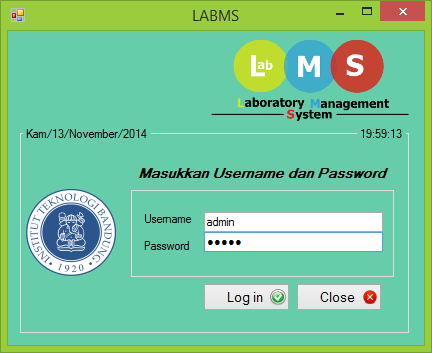 LABMS
Lab M S
Laboratory Management
System
Kam/13/November/2014 19:59:13
Masukkan Username dan Password
INSTITUT TEKNOLOGI BANDUNG
1920
Username admin
Password •••••
Log in Close